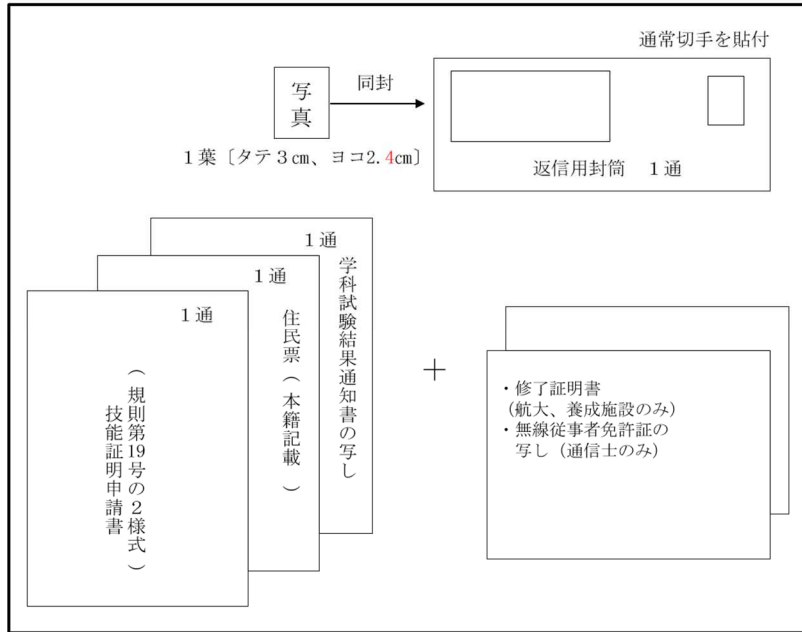 通常切手を貼付
写
真
同封
1葉〔タテ3cm、ヨコ2.4cm〕
返信用封筒　1通
1通
学科試験結果通知書の写し
1通
住民票(本籍記載)
1通
(規則第19号の2様式)
技能証明申請書
＋
・修了証明書
(航大、養成施設のみ)
・無線従事者免許証の
写し(通信士のみ)